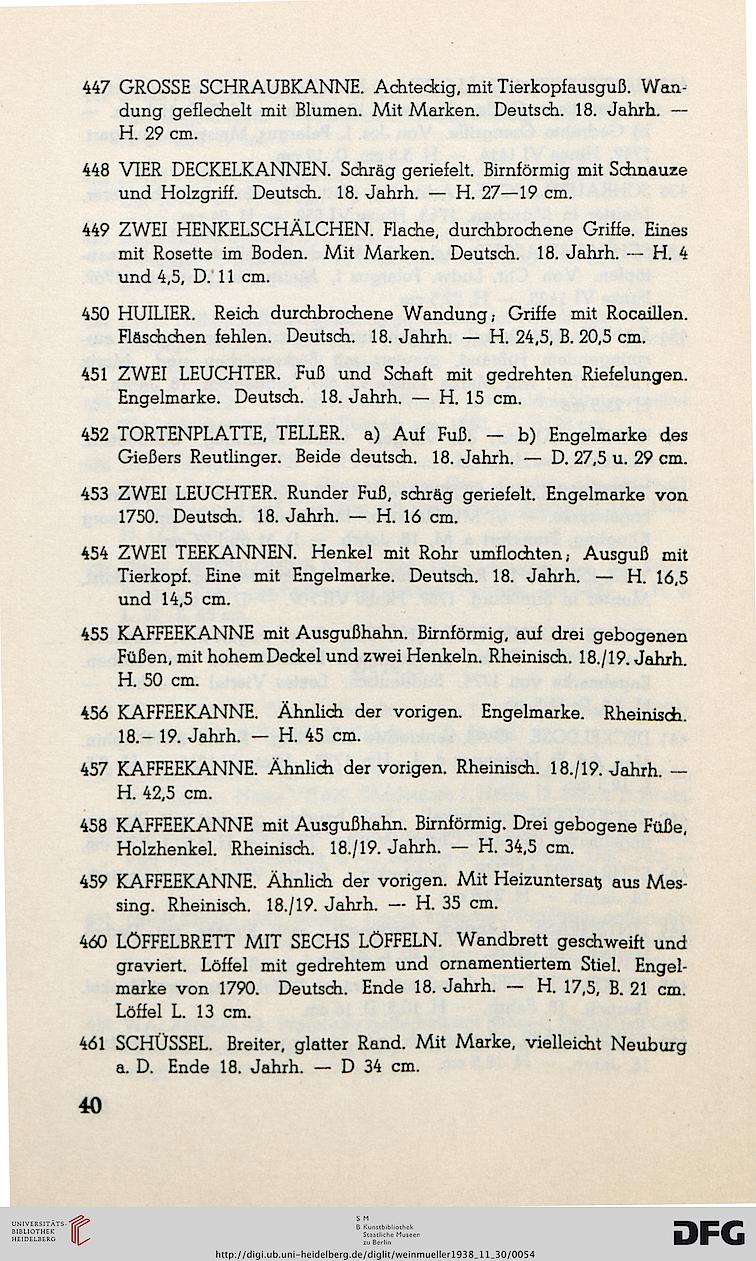 447 GROSSE SCHRAUBKANNE. Achteckig, mit Tierkopfausguß. Wan-
dung geflechelt mit Blumen. Mit Marken. Deutsch. 18. Jahrh. —
H. 29 cm.
448 VIER DECKELKANNEN. Schräg geriefelt. Birnförmig mit Schnauze
und Holzgriff. Deutsch. 18. Jahrh. — H. 27—19 cm.
449 ZWEI HENKELSCHÄLCHEN. Flache, durchbrochene Griffe. Eines
mit Rosette im Boden. Mit Marken. Deutsch. 18. Jahrh. — H. 4
und 4,5, D. 11 cm.
450 HUILIER. Reich durchbrochene Wandung; Griffe mit Rocaillen.
Fläschchen fehlen. Deutsch. 18. Jahrh. — H. 24,5, B. 20,5 cm.
451 ZWEI LEUCHTER. Fuß und Schaft mit gedrehten Riefelungen.
Engelmarke. Deutsch. 18. Jahrh. — H. 15 cm.
452 TORTENPLATTE, TELLER. a) Auf Fuß. — b) Engelmarke des
Gießers Reutlinger. Beide deutsch. 18. Jahrh. — D. 27,5 u. 29 cm.
453 ZWEI LEUCHTER. Runder Fuß, schräg geriefelt. Engelmarke von
1750. Deutsch. 18. Jahrh. — H. 16 cm.
454 ZWEI TEEKANNEN. Henkel mit Rohr umflochten; Ausguß mit
Tierkopf. Eine mit Engelmarke. Deutsch. 18. Jahrh. — H. 16,5
und 14,5 cm.
455 KAFFEEKANNE mit Ausgußhahn. Birnförmig, auf drei gebogenen
Füßen, mit hohem Deckel und zwei Henkeln. Rheinisch. 18./19. Jahrh.
H. 50 cm.
456 KAFFEEKANNE. Ähnlich der vorigen. Engelmarke. Rheinisch.
18.–19. Jahrh. — H. 45 cm.
457 KAFFEEKANNE. Ähnlich der vorigen. Rheinisch. 18./19. Jahrh. —
H. 42,5 cm.
458 KAFFEEKANNE mit Ausgußhahn. Birnförmig. Drei gebogene Füße,
Holzhenkel. Rheinisch. 18./19. Jahrh. — H. 34,5 cm.
459 KAFFEEKANNE. Ähnlich der vorigen. Mit Heizuntersatz aus Mes-
sing. Rheinisch. 18./19. Jahrh. — H. 35 cm.
460 LÖFFELBRETT MIT SECHS LÖFFELN. Wandbrett geschweift und
graviert. Löffel mit gedrehtem und ornamentiertem Stiel. Engel-
marke von 1790. Deutsch. Ende 18. Jahrh. — H. 17,5, B. 21 cm.
Löffel L. 13 cm.
461 SCHÜSSEL. Breiter, glatter Rand. Mit Marke, vielleicht Neuburg
a. D. Ende 18. Jahrh. — D 34 cm.
40
UNIVERSITÄTS-
BIBLIOTHEK
HEIDELBERG
S M
B Kunstbibliothek
Staatliche Museen
zu Berlin
DFG
http://digi.ub.uni-heidelberg.de/diglit/weinmueller1938_11_30/0054